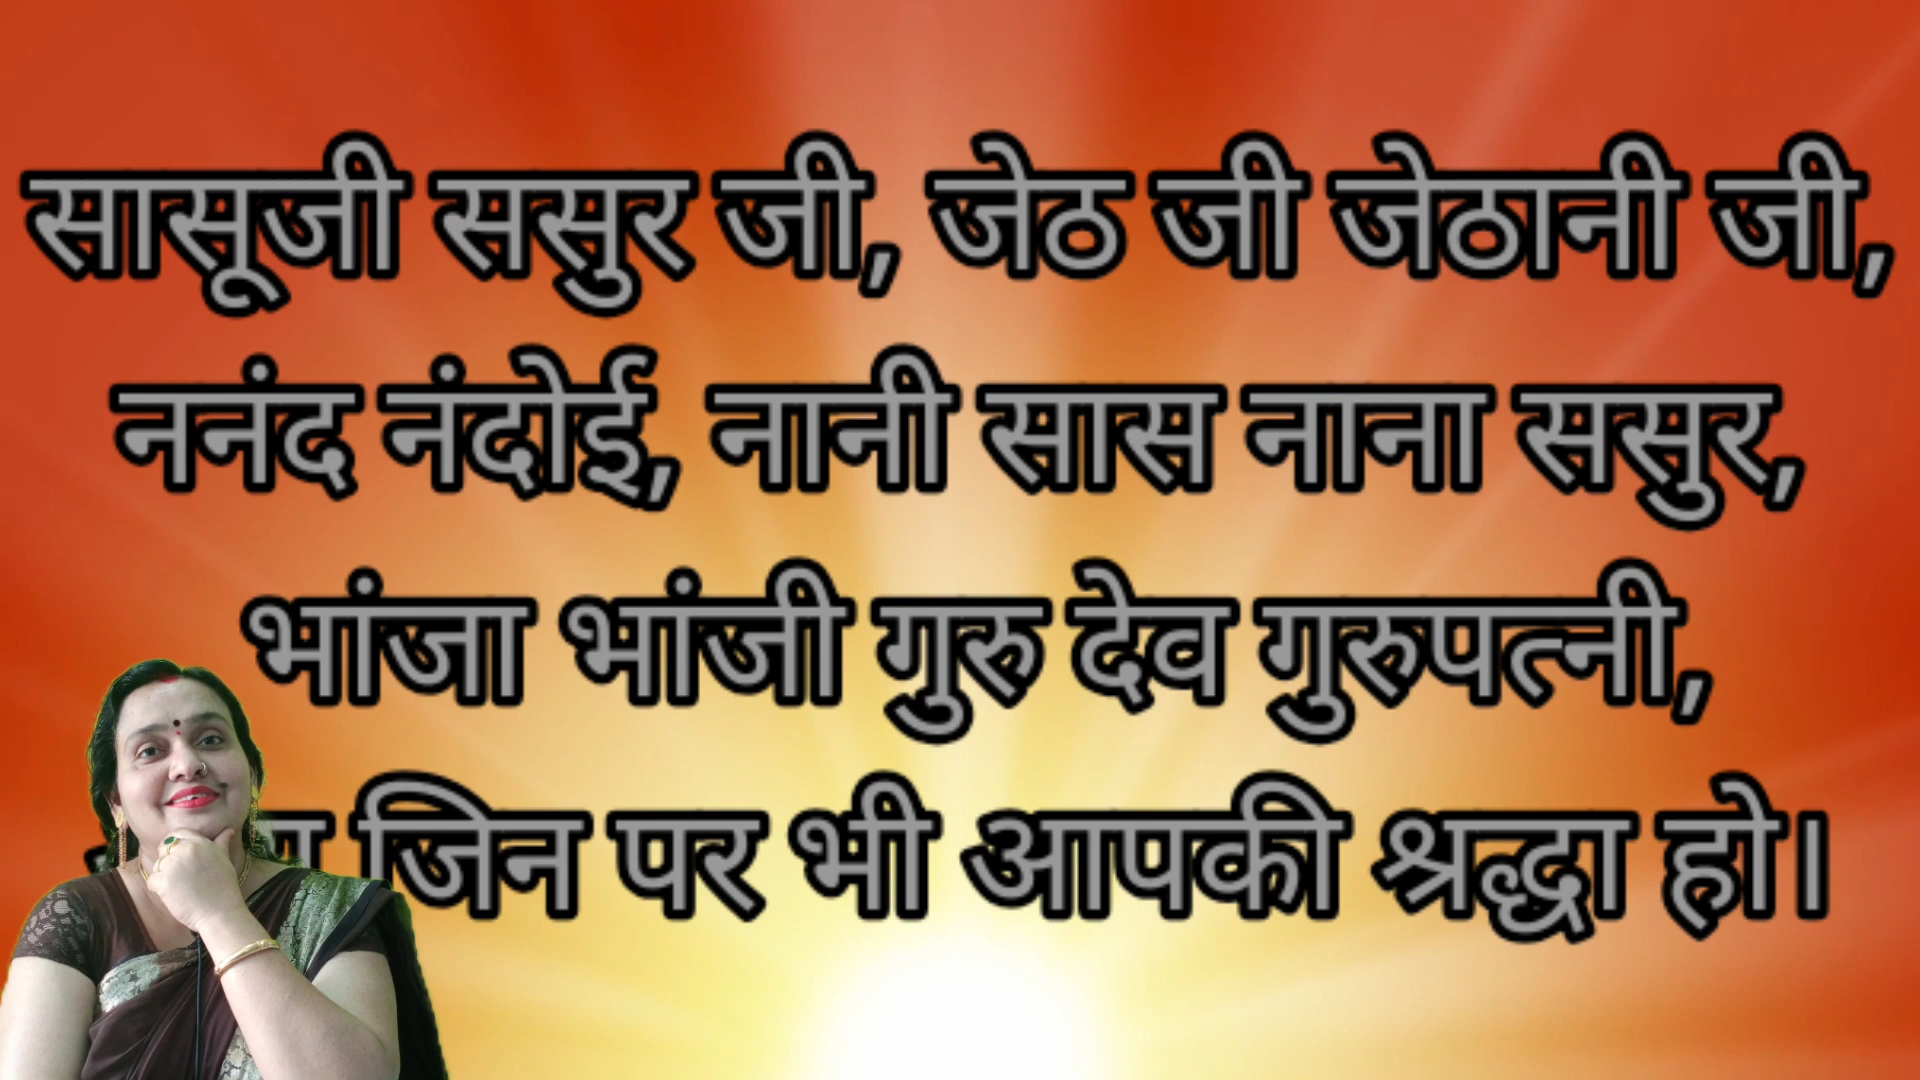 सासूजी ससुर जी, जेठ जी जेठानी जी,
ननंद नंदोई, नानी सास नाना ससुर,
भांजा भांजी गुरु देव गुरुपत्नी,
जिन पर भी आपकी श्रद्धा हो।